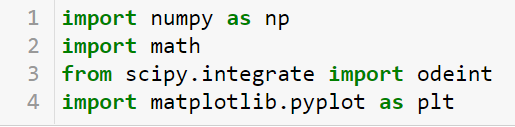 1 import numpy as np
2 import math
3 from scipy.integrate import odeint
4 import matplotlib.pyplot as plt